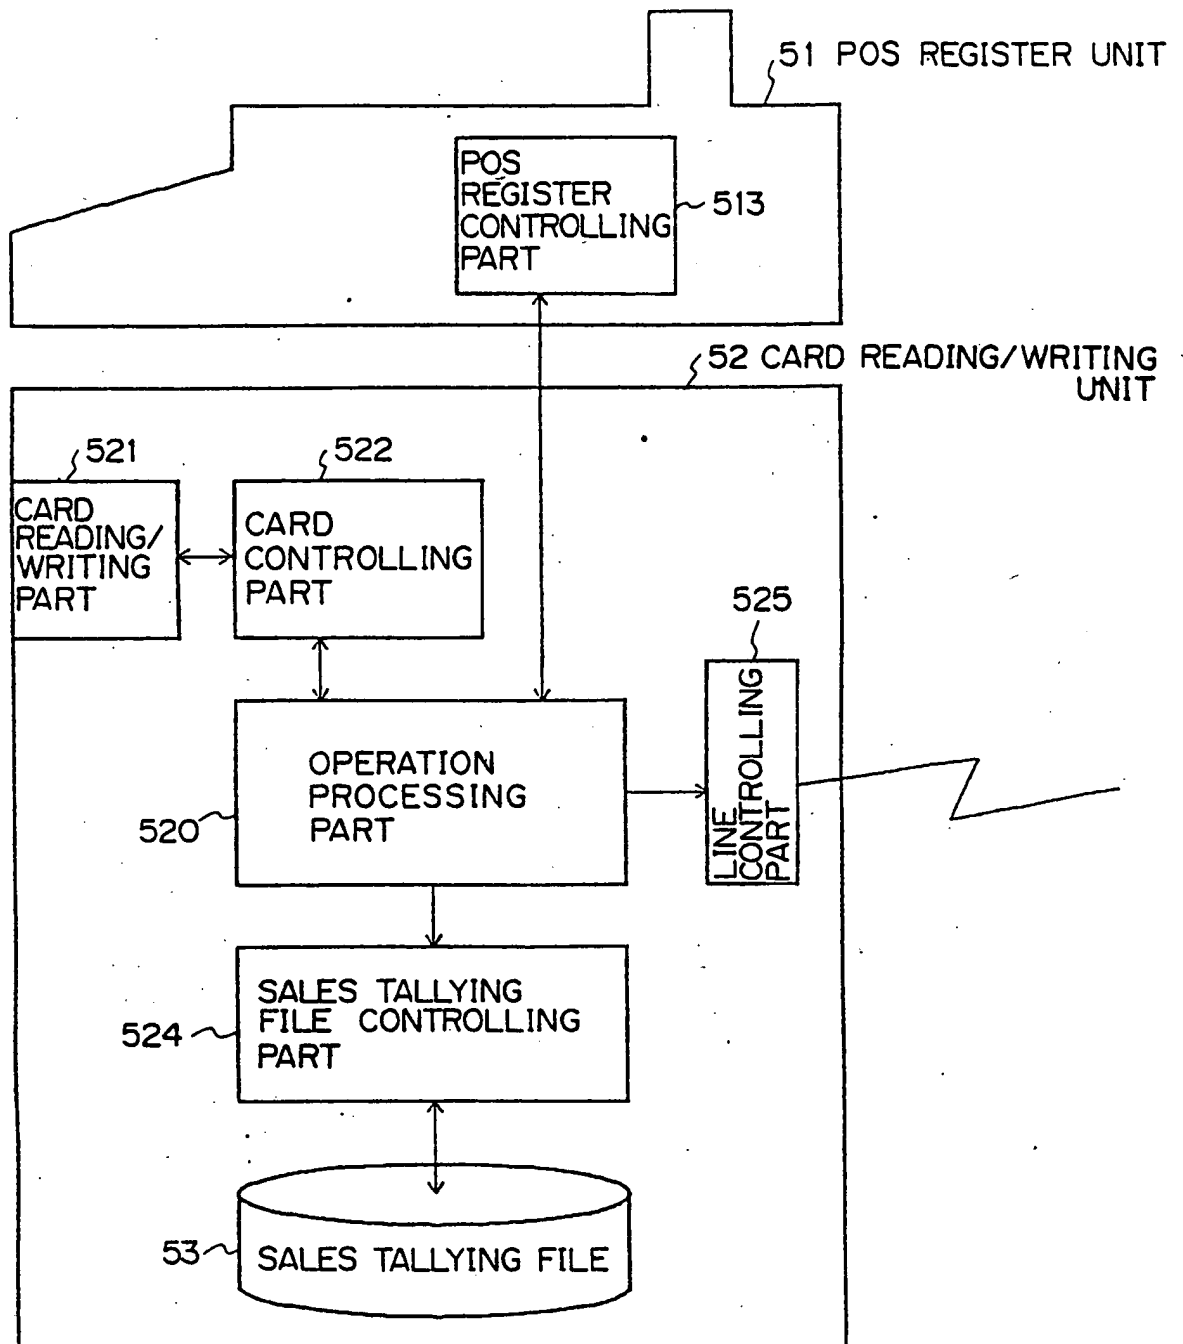 51 POS REGISTER UNIT
POS
REGISTER
CONTROLLING
PART
513
52 CARD READING/WRITING
UNIT
521
522
CARD
READING/
WRITING
PART
CARD
CONTROLLING
PART
525
LINE
CONTROLLING
PART
OPERATION
PROCESSING
PART
520
SALES TALLYING
FILE CONTROLLING
PART
524
53
SALES TALLYING FILE